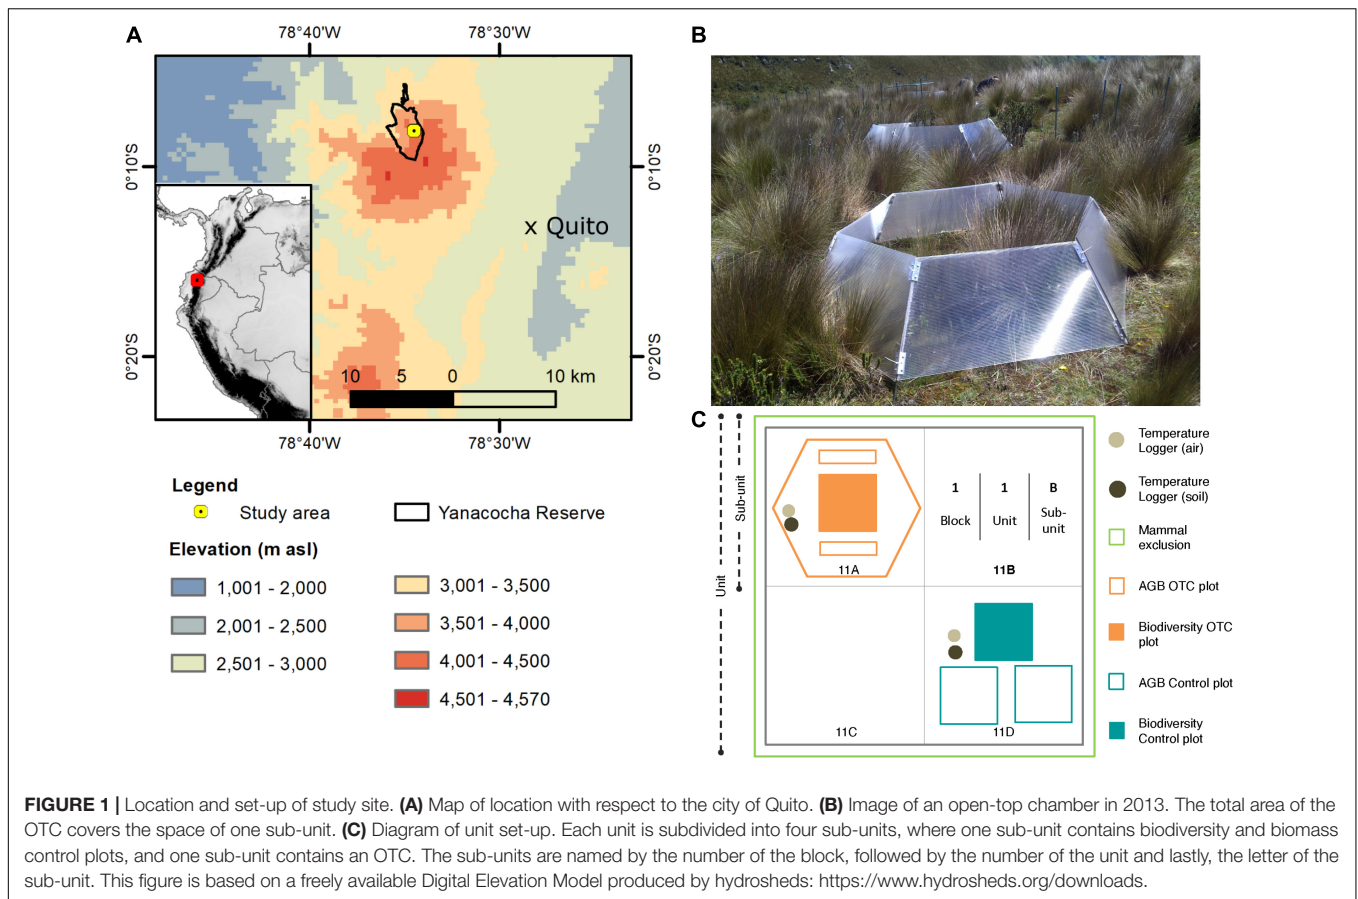 A
78°40'W
78°30'W
0°10'S
0°10'S
x Quito
0°20'S
0°20'S
10 5 0 10 km
78°40'W
78°30'W
Legend
Study area
Yanacocha Reserve
Elevation (m asl)
1,001 - 2,000
2,001 - 2,500
2,501 - 3,000
3,001 - 3,500
3,501 - 4,000
4,001 - 4,500
4,501 - 4,570
B
C
Unit
Sub-unit
11A
1 1 B
Block Unit Sub-
unit
11B
11C
11D
Temperature
Logger (air)
Temperature
Logger (soil)
Mammal
exclusion
AGB OTC plot
Biodiversity OTC
plot
AGB Control plot
Biodiversity
Control plot
FIGURE 1 | Location and set-up of study site. (A) Map of location with respect to the city of Quito. (B) Image of an open-top chamber in 2013. The total area of the
OTC covers the space of one sub-unit. (C) Diagram of unit set-up. Each unit is subdivided into four sub-units, where one sub-unit contains biodiversity and biomass
control plots, and one sub-unit contains an OTC. The sub-units are named by the number of the block, followed by the number of the unit and lastly, the letter of the
sub-unit. This figure is based on a freely available Digital Elevation Model produced by hydrosheds: https://www.hydrosheds.org/downloads.